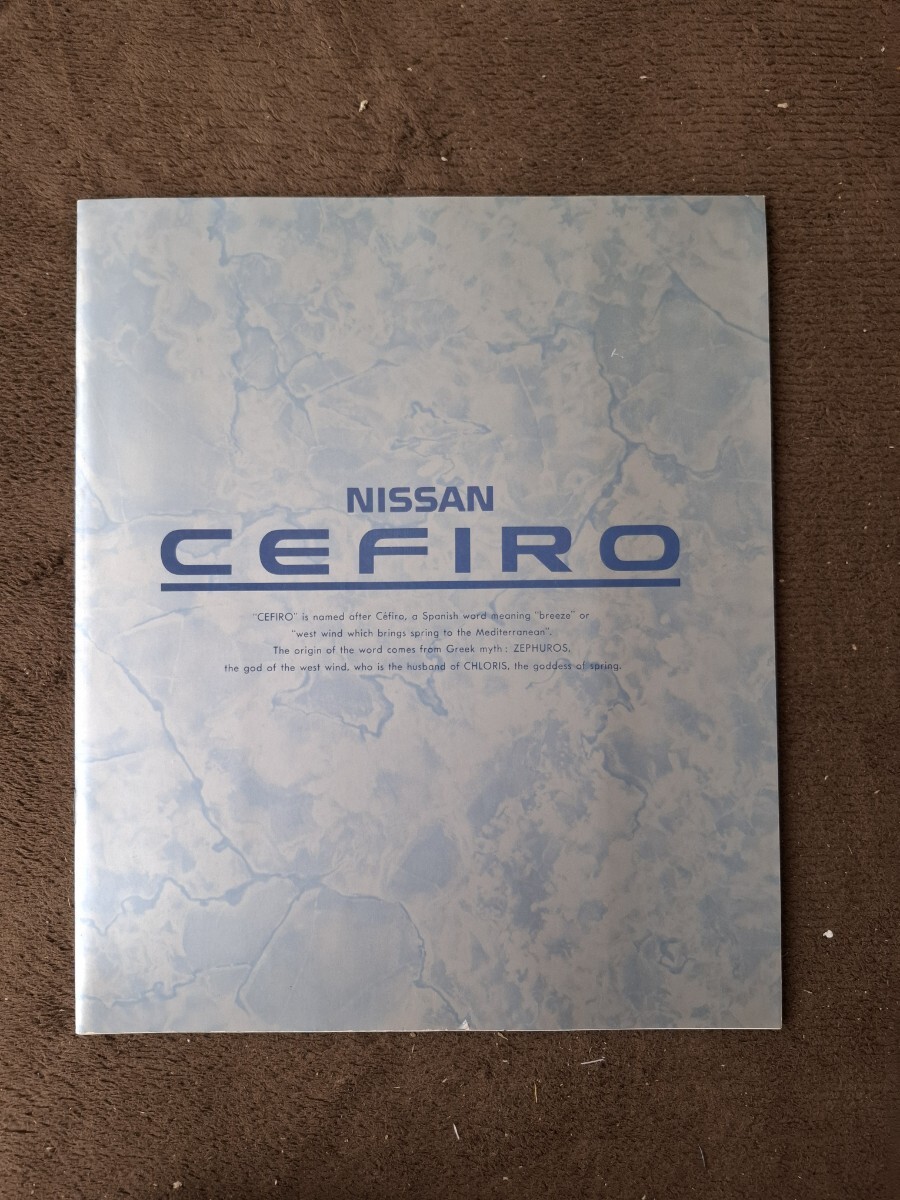 NISSAN
CEFIRO
"CEFIRO" is named after Céfiro, a Spanish word meaning "breeze" or
"west wind which brings spring to the Mediterranean".
The origin of the word comes from Greek myth: ZEPHUROS,
the god of the west wind, who is the husband of CHLORIS, the goddess of spring.